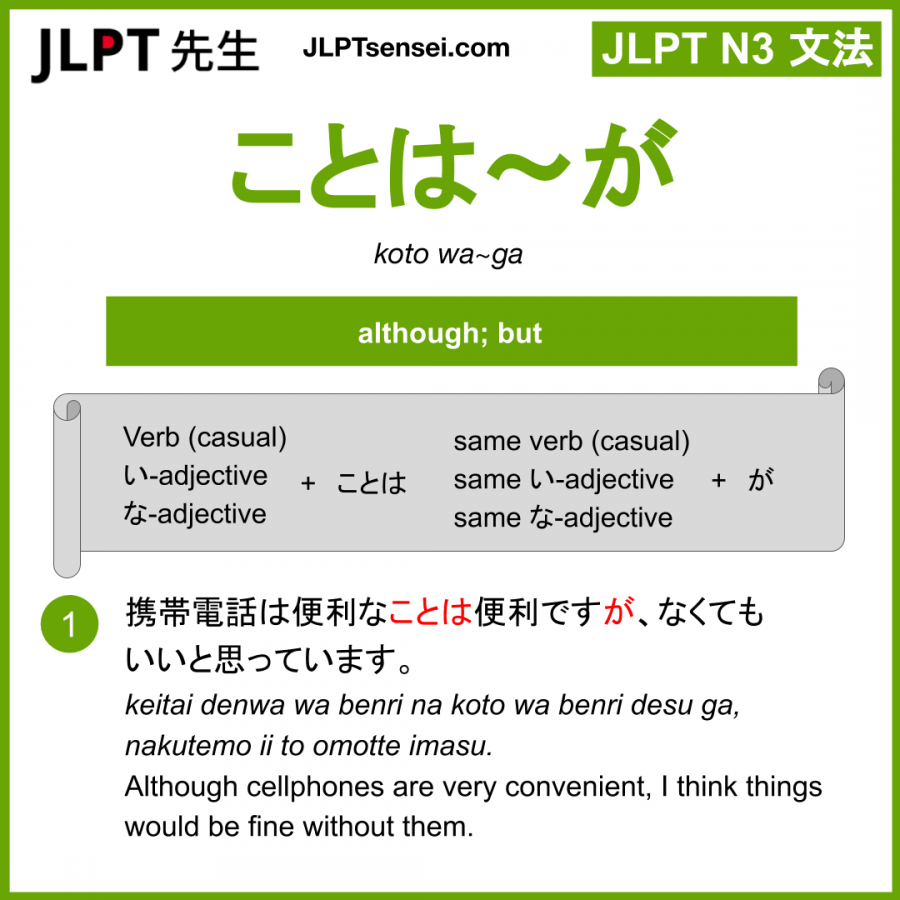 JLPT 先生
JLPTsensei.com
JLPT N3 文法
ことは～が
koto wa~ga
although; but
Verb (casual)
い-adjective
な-adjective
+ ことは
same verb (casual)
same い-adjective
same な-adjective
+ が
1
携帯電話は便利なことは便利ですが、なくても
いいと思っています。
keitai denwa wa benri na koto wa benri desu ga,
nakutemo ii to omotte imasu.
Although cellphones are very convenient, I think things
would be fine without them.